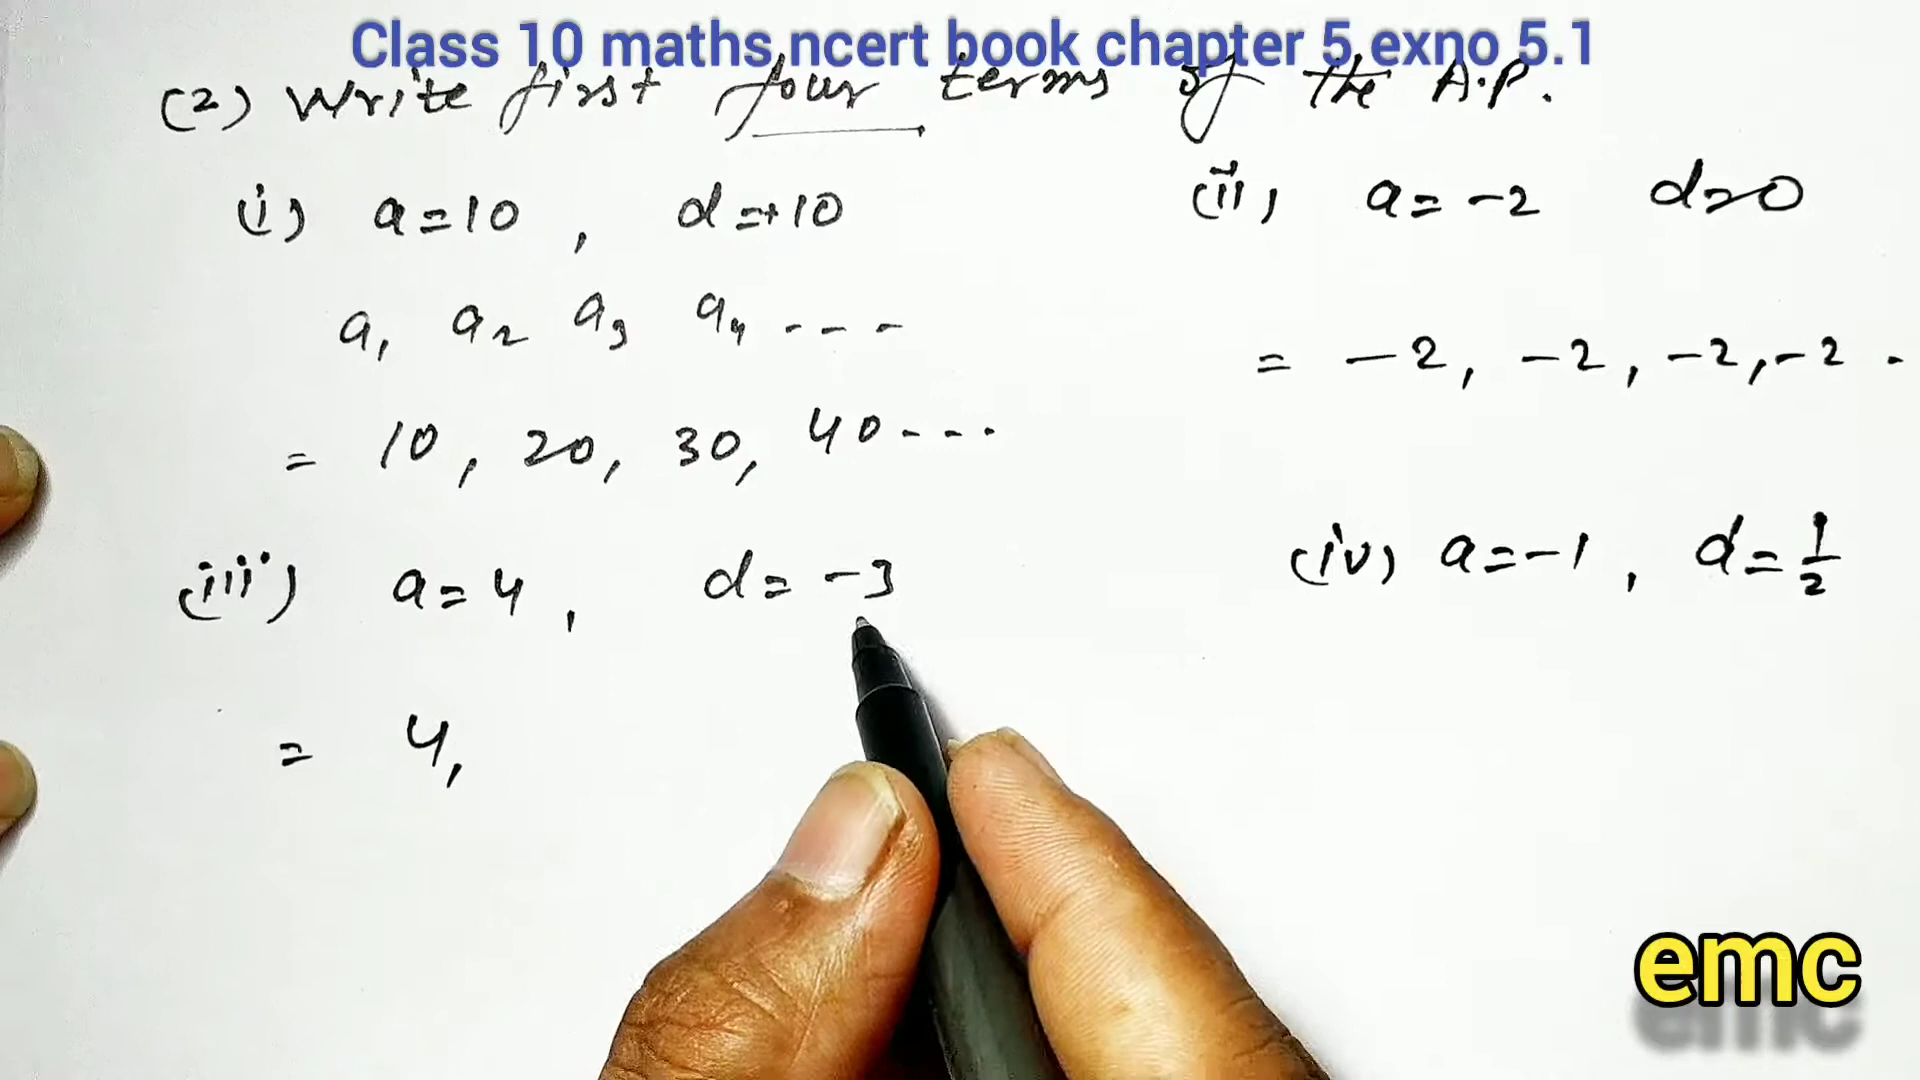 Class 10 maths ncert book chapter 5 exno 5.1
(2) Write first four terms of the A.P.
(i) a=10 , d=+10
a1 a2 a3 a4 ---
= 10, 20, 30, 40---
(ii) a=-2 d=0
= -2, -2, -2, -2 -
(iii) a=4, d=-3
= 4,
(iv) a=-1, d=1/2
emc